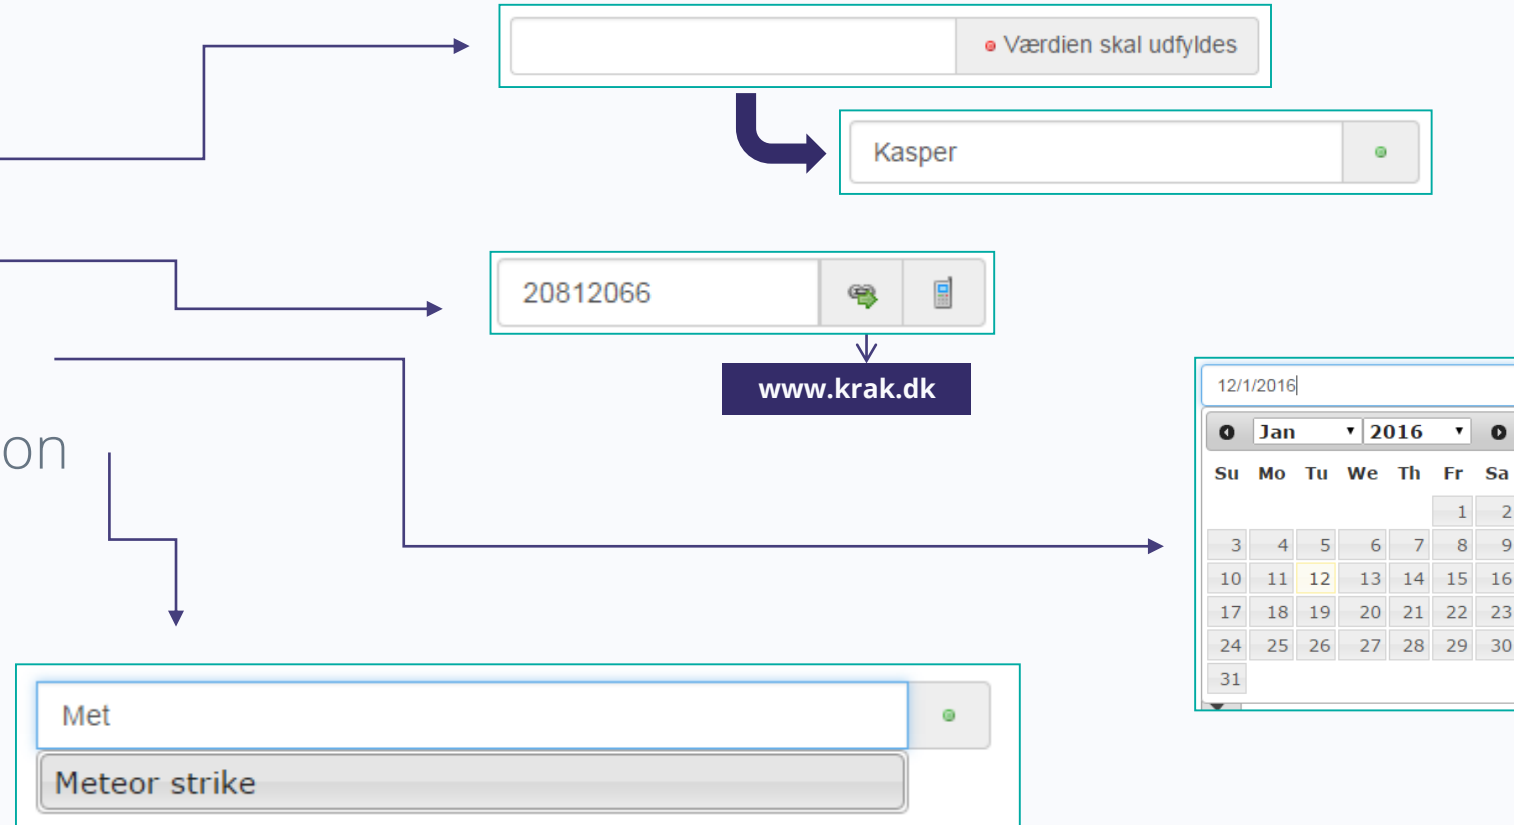 Værdien skal udfyldes
Kasper
20812066
www.krak.dk
on
12/1/2016
Jan 2016
Su Mo Tu We Th Fr Sa
1 2
3 4 5 6 7 8 9
10 11 12 13 14 15 16
17 18 19 20 21 22 23
24 25 26 27 28 29 30
31
Met
Meteor strike